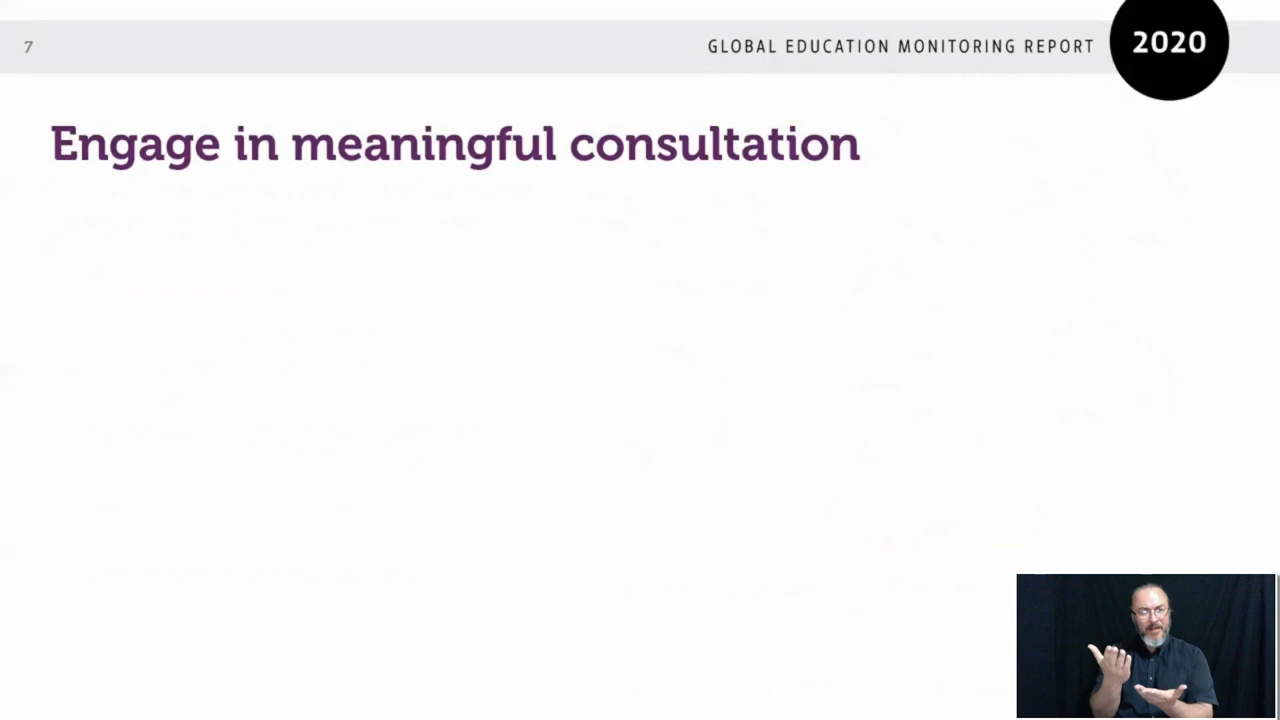 7
GLOBAL EDUCATION MONITORING REPORT
2020
Engage in meaningful consultation